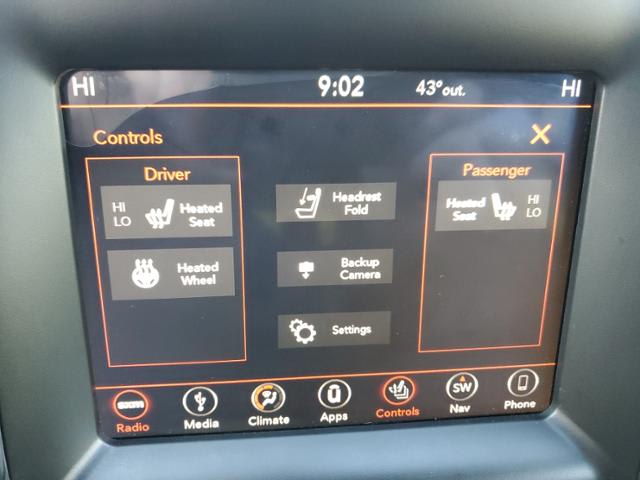 HI 9:02 43°out. HI
Controls X
Driver
Passenger
HI
LO
Heated
Seat
Headrest
Fold
Heated
Seat
HI
LO
Heated
Wheel
Backup
Camera
Settings
SW
Radio Media Climate Apps Controls Nav Phone